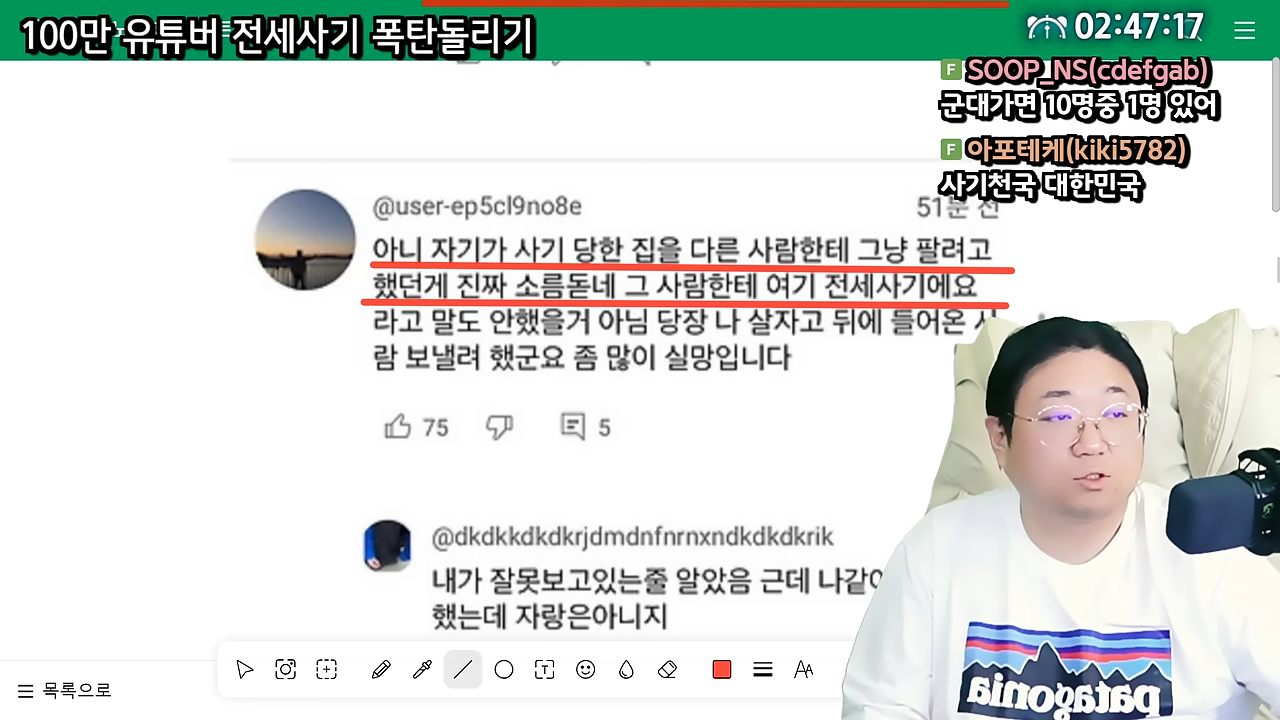 100만 유튜버 전세사기 폭탄돌리기
02:47:17
F SOOP_NS(cdefgab)
군대가면 10명중 1명 있어
F 아포테케(kiki5782)
사기천국 대한민국
@user-ep5cl9no8e
51분 전
아니 자기가 사기 당한 집을 다른 사람한테 그냥 팔려고
했던게 진짜 소름돋네 그 사람한테 여기 전세사기에요
라고 말도 안했을거 아님 당장 나 살자고 뒤에 들어온 사
람 보낼려 했군요 좀 많이 실망입니다
75
5
@dkdkkdkdkrjdmdnfnrnxndkdkdkrik
내가 잘못보고있는줄 알았음 근데 나같이
했는데 자랑은아니지
목록으로
T
AA
patagonia